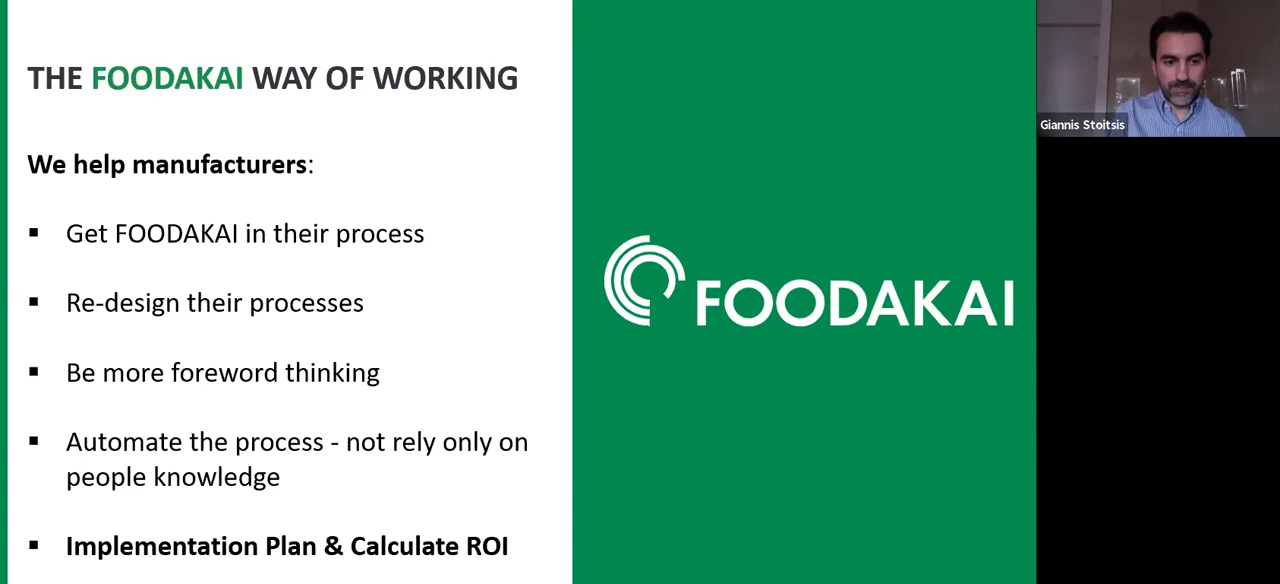 THE FOODAKAI WAY OF WORKING
We help manufacturers:
▪ Get FOODAKAI in their process
▪ Re-design their processes
▪ Be more foreword thinking
▪ Automate the process - not rely only on
people knowledge
▪ Implementation Plan & Calculate ROI
FOODAKAI
Giannis Stoitsis